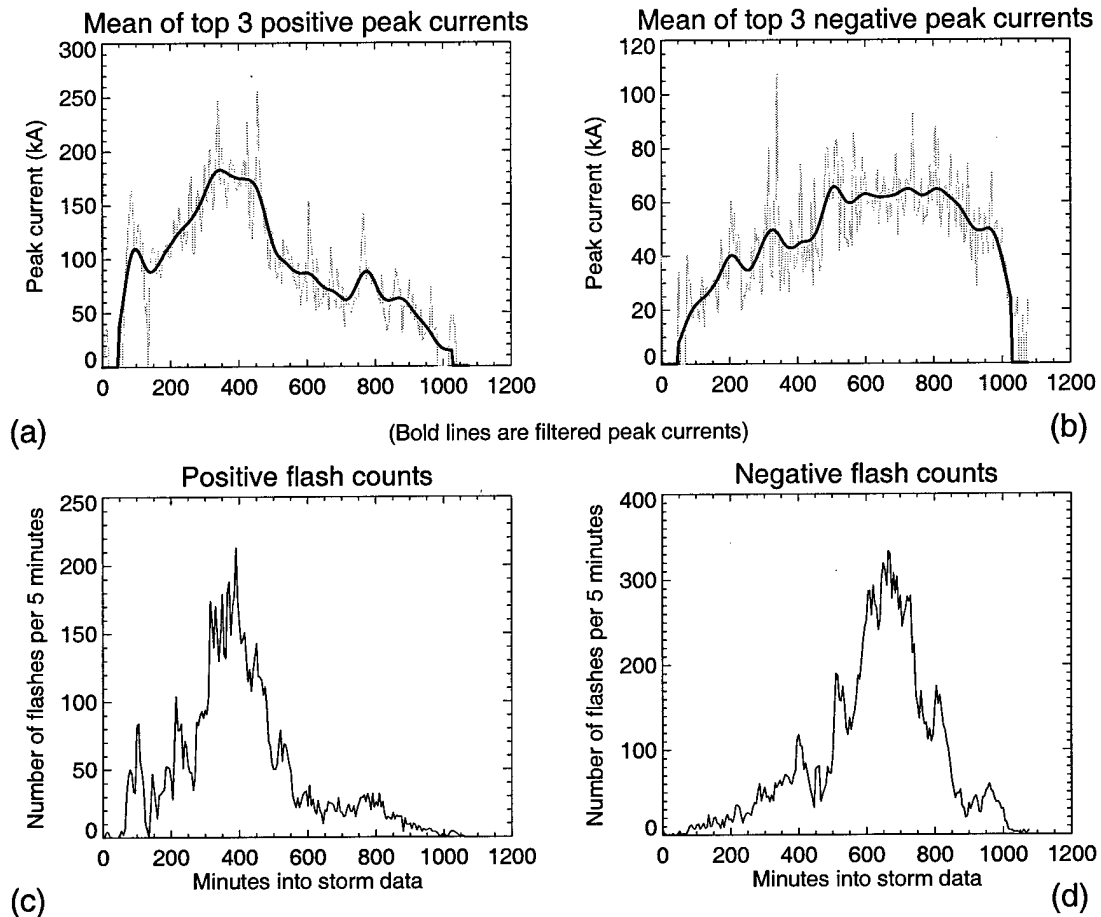 Mean of top 3 positive peak currents
Peak current (kA)
300
250
200
150
100
50
0
0 200 400 600 800 1000 1200
(a)
Mean of top 3 negative peak currents
Peak current (kA)
120
100
80
60
40
20
0
0 200 400 600 800 1000 1200
(b)
(Bold lines are filtered peak currents)
Positive flash counts
Number of flashes per 5 minutes
250
200
150
100
50
0
0 200 400 600 800 1000 1200
Minutes into storm data
(c)
Negative flash counts
Number of flashes per 5 minutes
400
300
200
100
0
0 200 400 600 800 1000 1200
Minutes into storm data
(d)